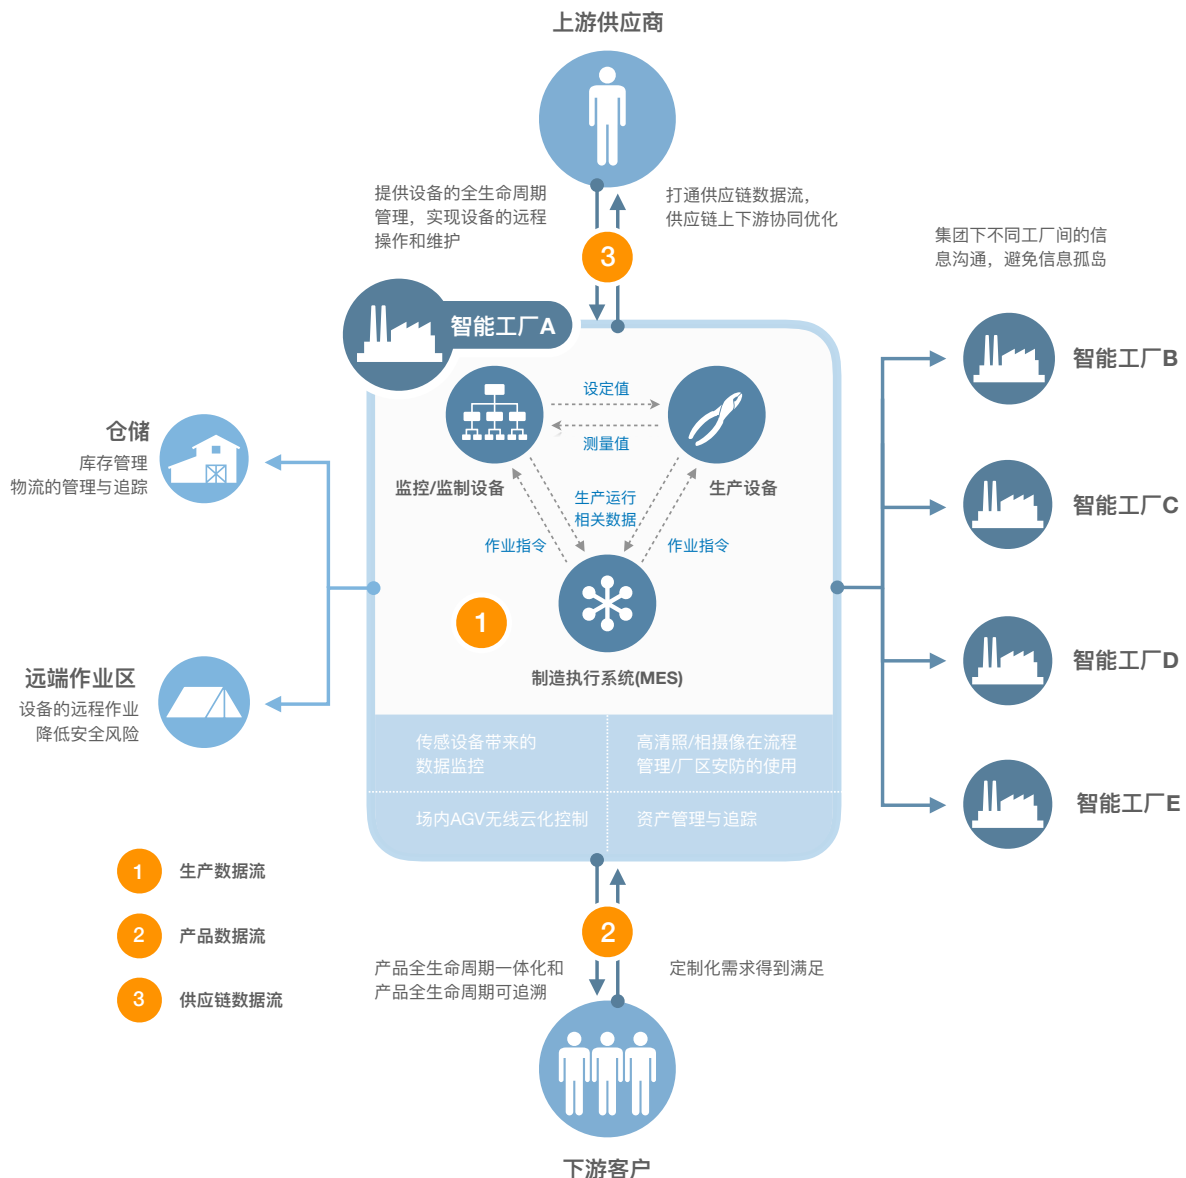 上游供应商
提供设备的全生命周期
管理，实现设备的远程
操作和维护
打通供应链数据流，
供应链上下游协同优化
3
集团下不同工厂间的信
息沟通，避免信息孤岛
智能工厂A
智能工厂B
智能工厂C
智能工厂D
智能工厂E
仓储
库存管理
物流的管理与追踪
远端作业区
设备的远程作业
降低安全风险
设定值
测量值
监控/监制设备
生产设备
生产运行
相关数据
作业指令
作业指令
1
制造执行系统(MES)
传感设备带来的
数据监控
高清照/相摄像在流程
管理/厂区安防的使用
场内AGV无线云化控制
资产管理与追踪
1
生产数据流
2
产品数据流
3
供应链数据流
2
产品全生命周期一体化和
产品全生命周期可追溯
定制化需求得到满足
下游客户